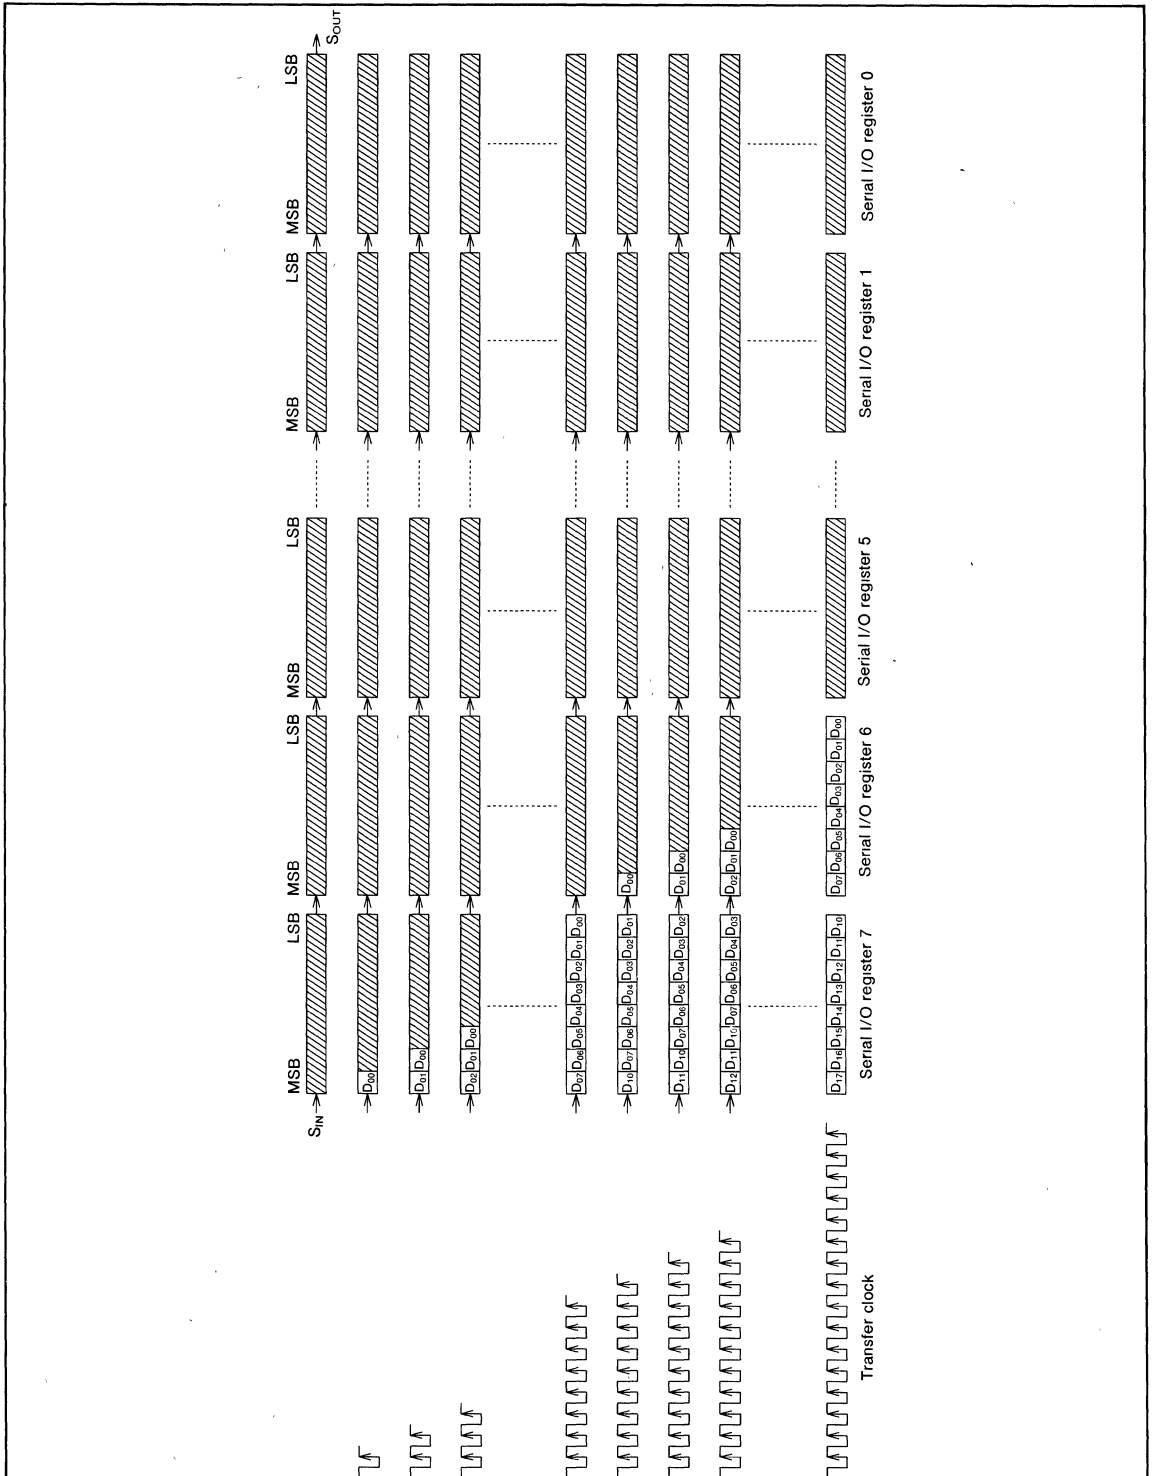 MSB LSB MSB LSB MSB LSB MSB LSB MSB LSB
SIN SOUT
D00
D01 D00
D02 D01 D00
D07 D06 D05 D04 D03 D02 D01 D00
D10 D07 D06 D05 D04 D03 D02 D01 D00
D11 D10 D07 D06 D05 D04 D03 D02 D01 D00
D12 D11 D10 D07 D06 D05 D04 D03 D02 D01 D00
D17 D16 D15 D14 D13 D12 D11 D10 D07 D06 D05 D04 D03 D02 D01 D00
Transfer clock Serial I/O register 7 Serial I/O register 6 Serial I/O register 5 Serial I/O register 1 Serial I/O register 0